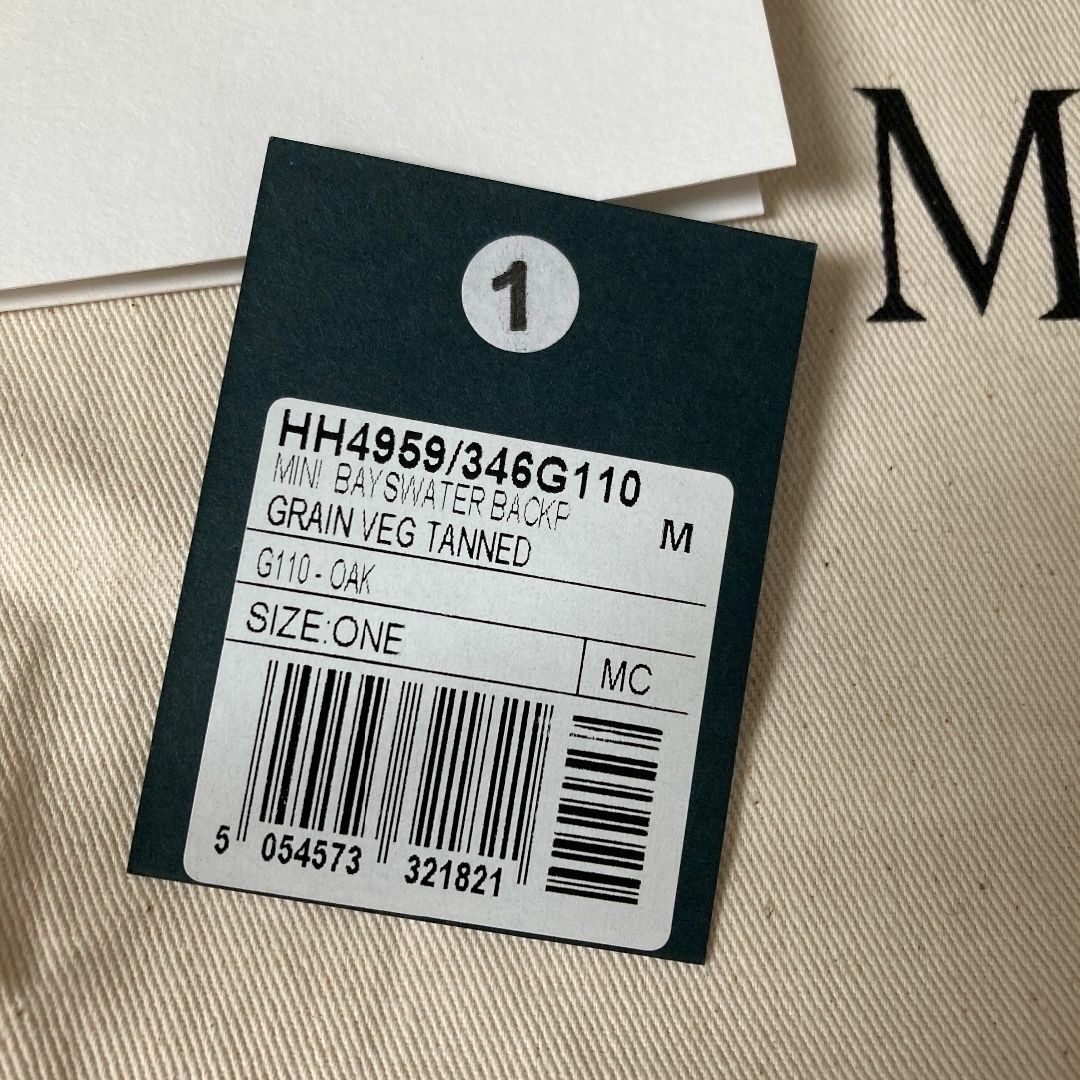 M
1
HH4959/346G110
MINI BAYSWATER BACKP
GRAIN VEG TANNED
M
G110 - OAK
SIZE:ONE
MC
5 054573 321821